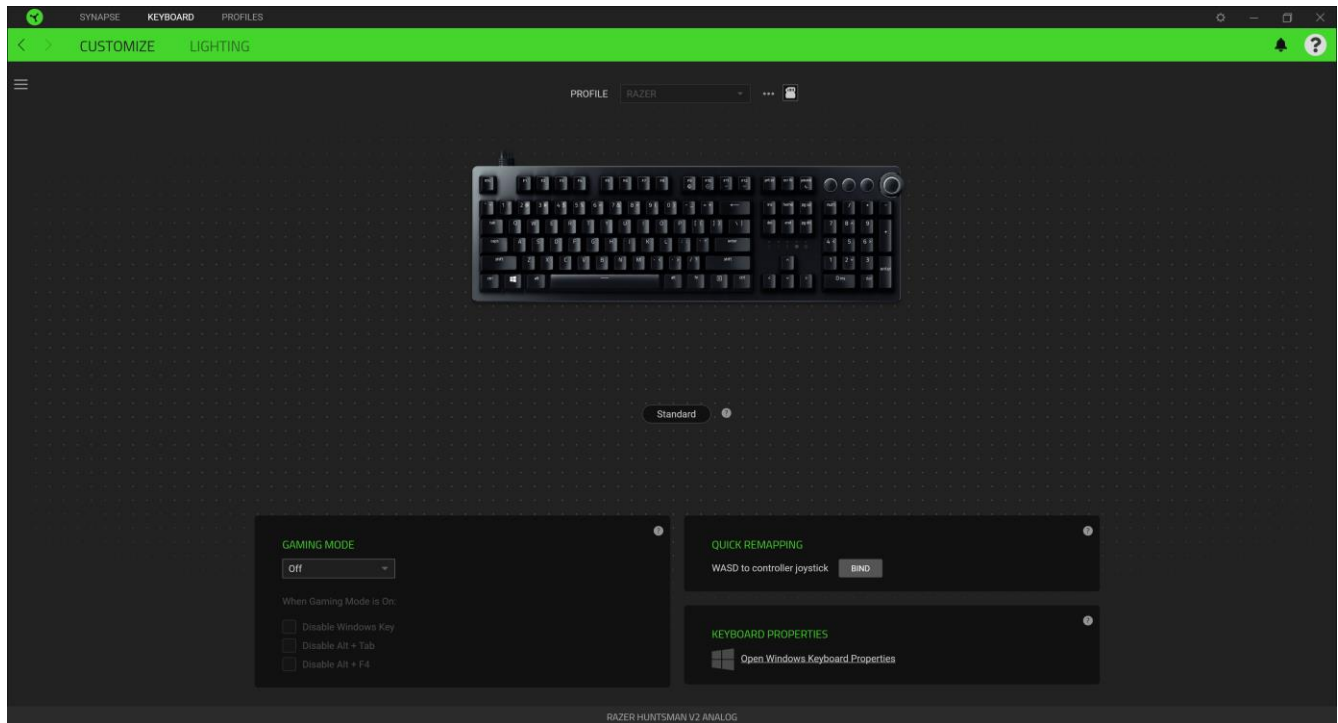 SYNAPSE KEYBOARD PROFILES
CUSTOMIZE LIGHTING
PROFILE RAZER
Standard
GAMING MODE
Off
When Gaming Mode is On:
Disable Windows Key
Disable Alt + Tab
Disable Alt + F4
QUICK REMAPPING
WASD to controller joystick BIND
KEYBOARD PROPERTIES
Open Windows Keyboard Properties
RAZER HUNTSMAN V2 ANALOG